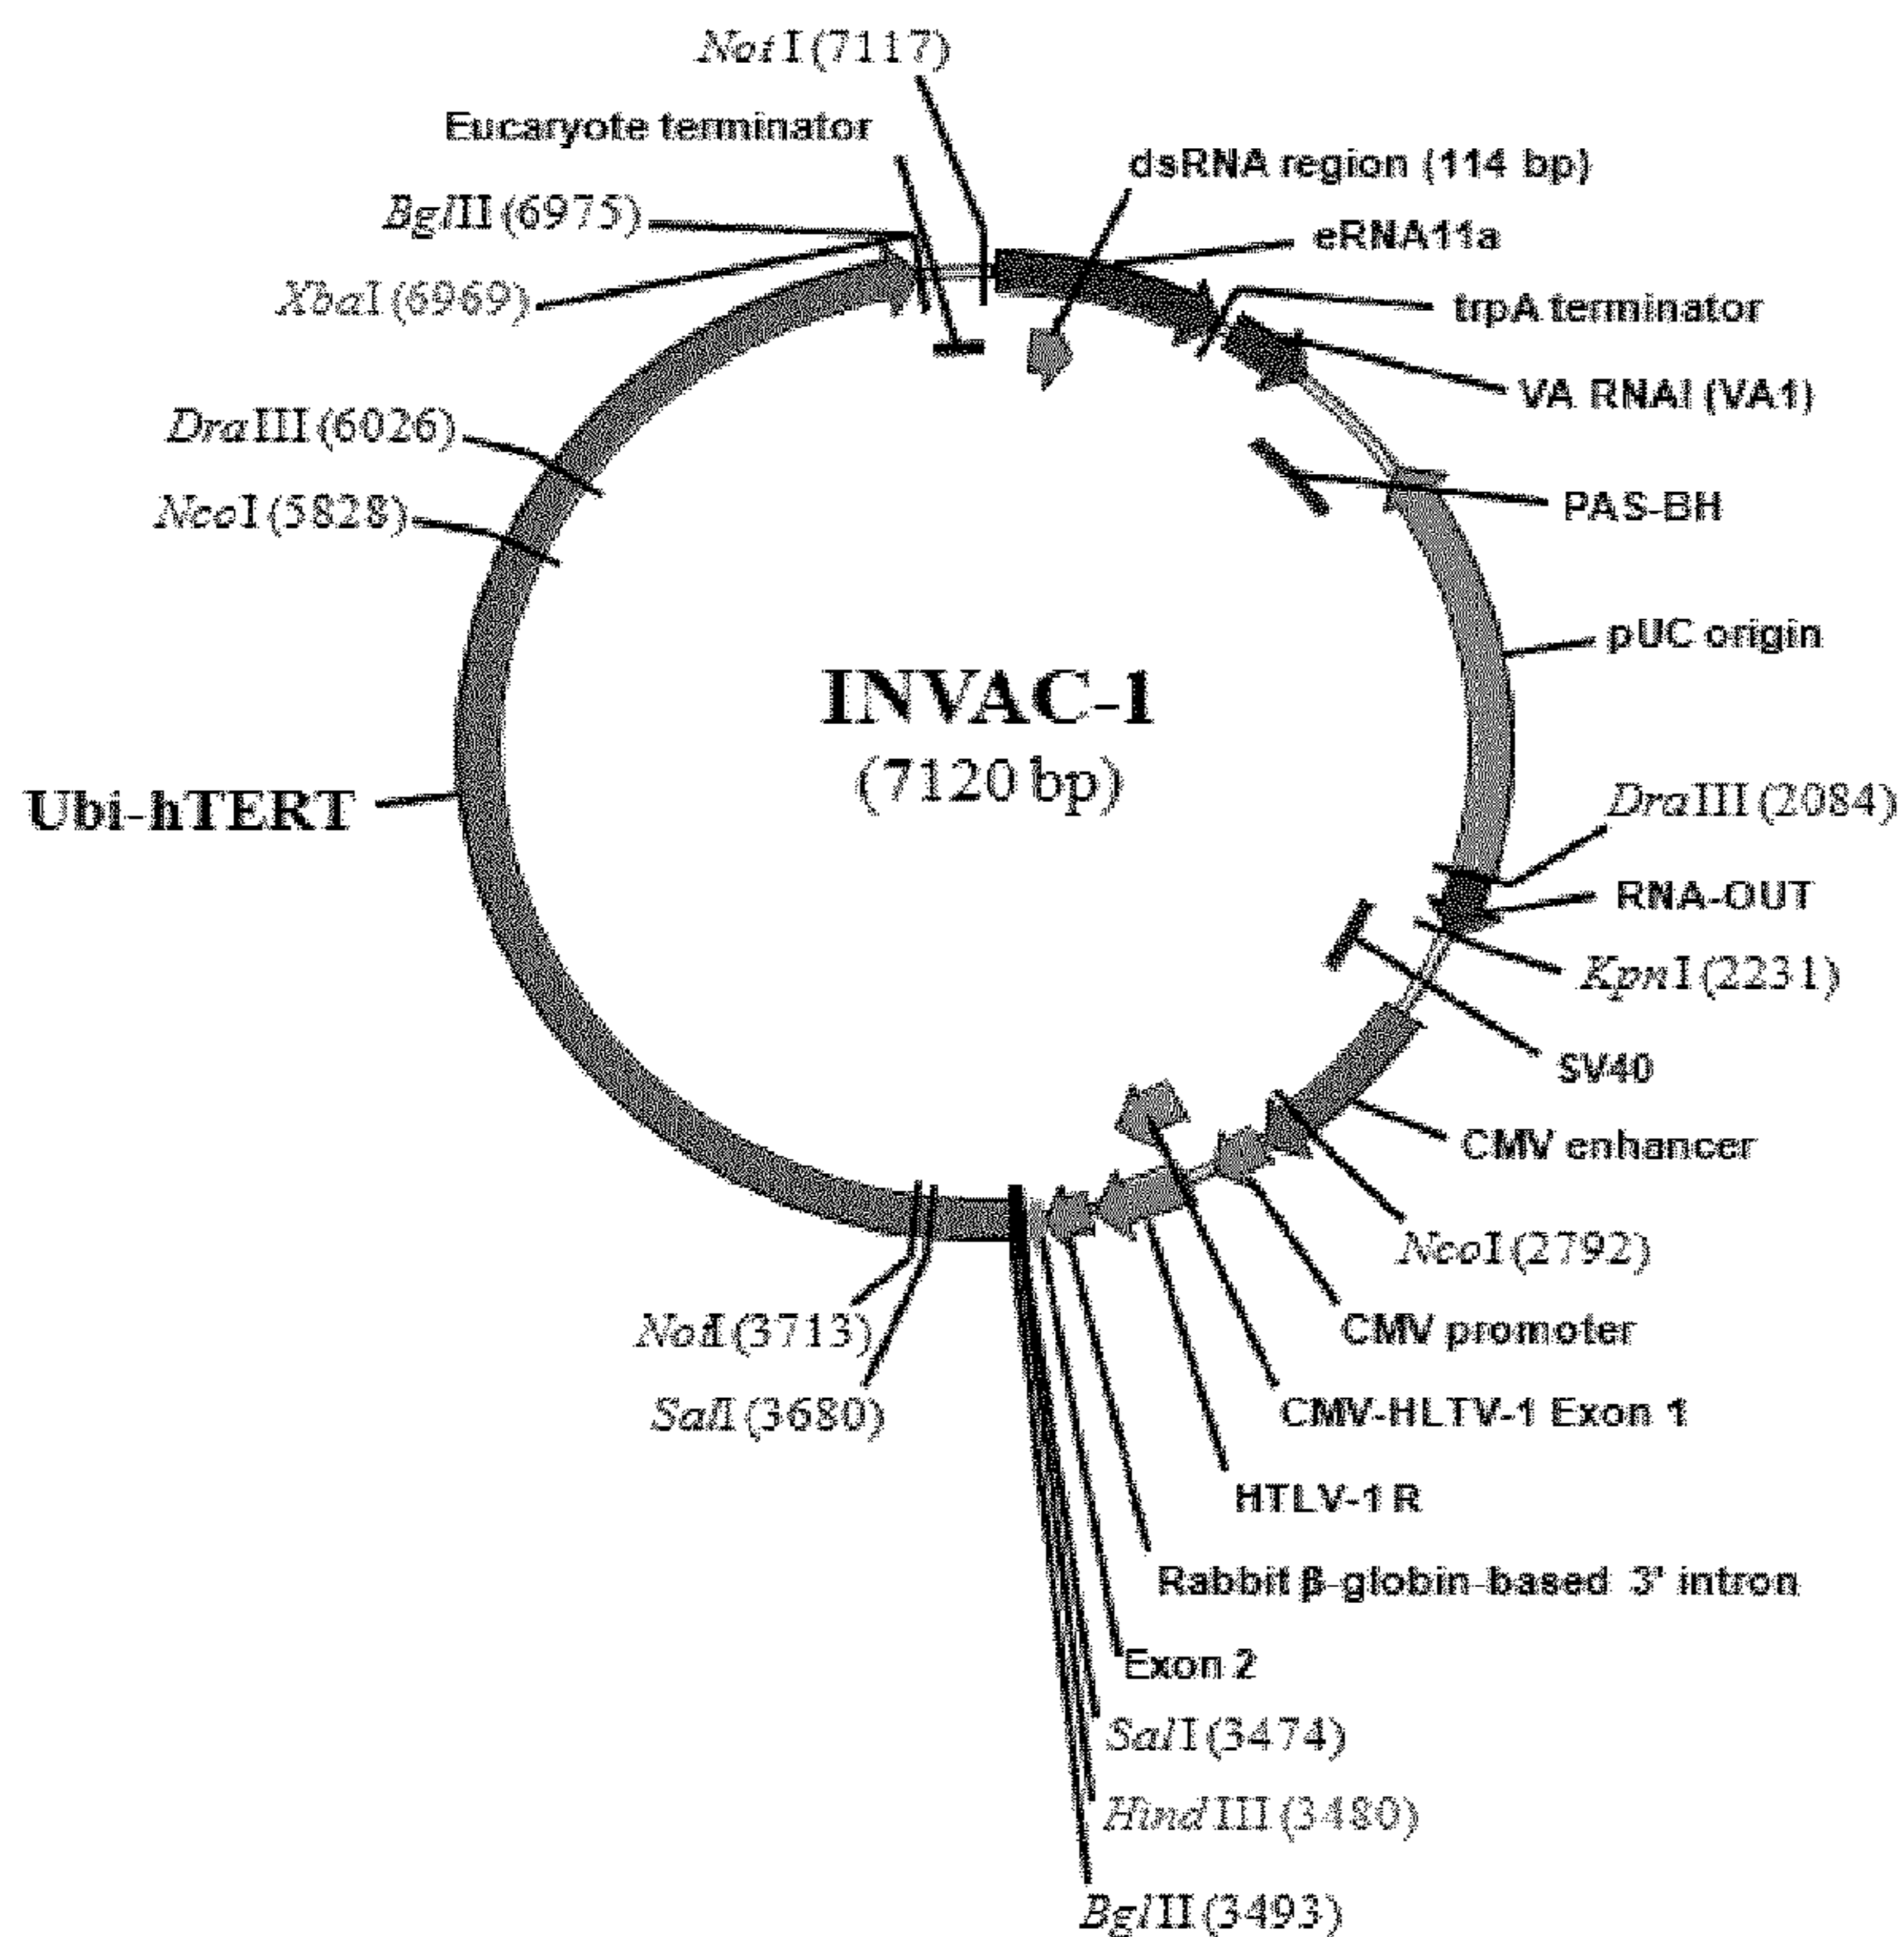 NotI (7117)
Eucaryote terminator
dsRNA region (114 bp)
BglII (6975)
eRNA11a
XbaI (6969)
trpA terminator
VA RNAI (VA1)
DraIII (6026)
NcoI (5828)
PAS-BH
pUC origin
INVAC-1
(7120 bp)
Ubi-hTERT
DraIII (2084)
RNA-OUT
KpnI (2231)
SV40
CMV enhancer
NcoI (2792)
NotI (3713)
CMV promoter
SalI (3680)
CMV-HLTV-1 Exon 1
HTLV-1 R
Rabbit β-globin-based 3' intron
Exon 2
SalI (3474)
HindIII (3480)
BglII (3493)